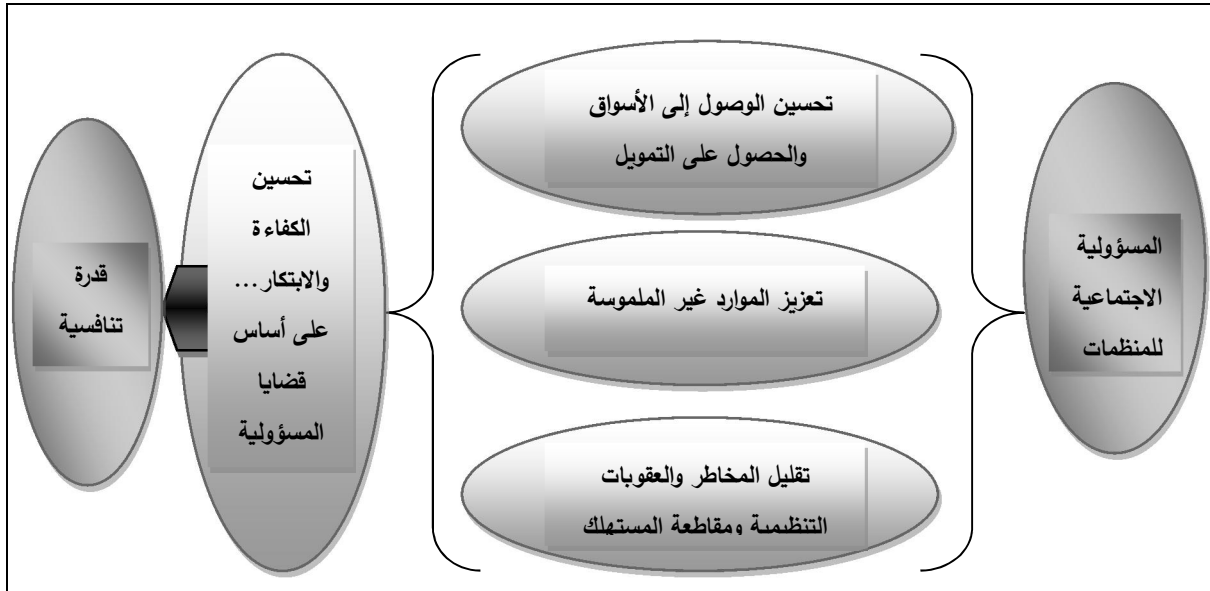 المسؤولية
الاجتماعية
للمنظمات
تحسين الوصول إلى الأسواق
والحصول على التمويل
تعزيز الموارد غير الملموسة
تقليل المخاطر والعقوبات
التنظيمية ومقاطعة المستهلك
تحسين
الكفاءة
والابتكار...
على أساس
قضايا
المسؤولية
قدرة
تنافسية